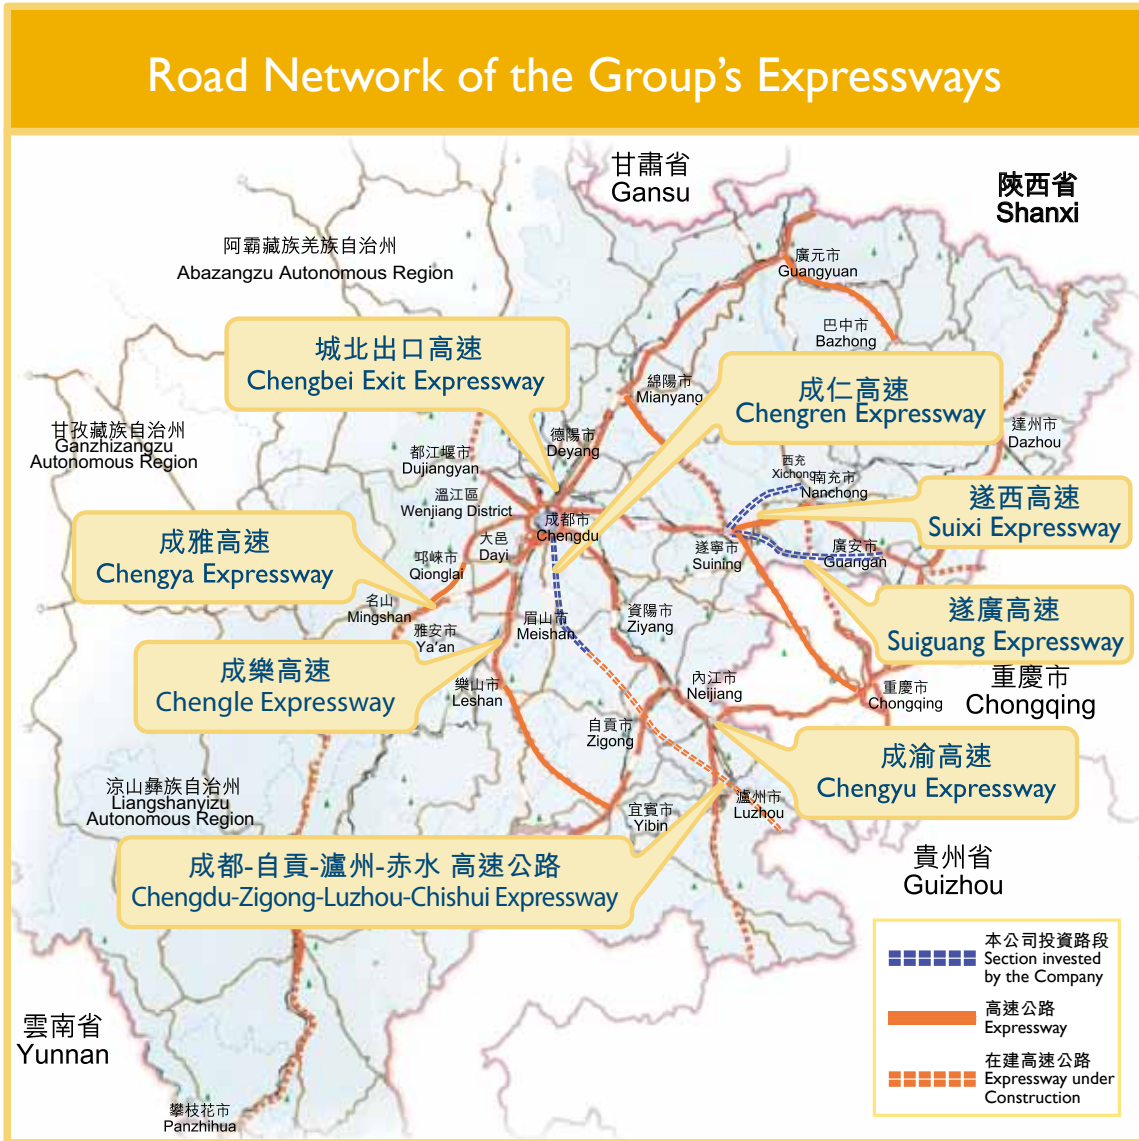 Road Network of the Group's Expressways
甘肅省
Gansu
陝西省
Shanxi
阿霸藏族羌族自治州
Abazangzu Autonomous Region
廣元市
Guangyuan
巴中市
Bazhong
城北出口高速
Chengbei Exit Expressway
綿陽市
Mianyang
成仁高速
Chengren Expressway
甘孜藏族自治州
Ganzhizangzu
Autonomous Region
都江堰市
Dujiangyan
德陽市
Deyang
達州市
Dazhou
西充
Xichong
南充市
Nanchong
溫江區
Wenjiang District
遂西高速
Suixi Expressway
成雅高速
Chengya Expressway
大邑
Dayi
成都市
Chengdu
邛崍市
Qionglai
遂寧市
Suining
廣安市
Guangan
名山
Mingshan
雅安市
Ya'an
眉山市
Meishan
資陽市
Ziyang
遂廣高速
Suiguang Expressway
成樂高速
Chengle Expressway
樂山市
Leshan
內江市
Neijiang
重慶市
Chongqing
重慶市
Chongqing
自貢市
Zigong
成渝高速
Chengyu Expressway
涼山彝族自治州
Liangshanyizu
Autonomous Region
宜賓市
Yibin
瀘州市
Luzhou
成都-自貢-瀘州-赤水 高速公路
Chengdu-Zigong-Luzhou-Chishui Expressway
貴州省
Guizhou
雲南省
Yunnan
攀枝花市
Panzhihua
本公司投資路段
Section invested
by the Company
高速公路
Expressway
在建高速公路
Expressway under
Construction